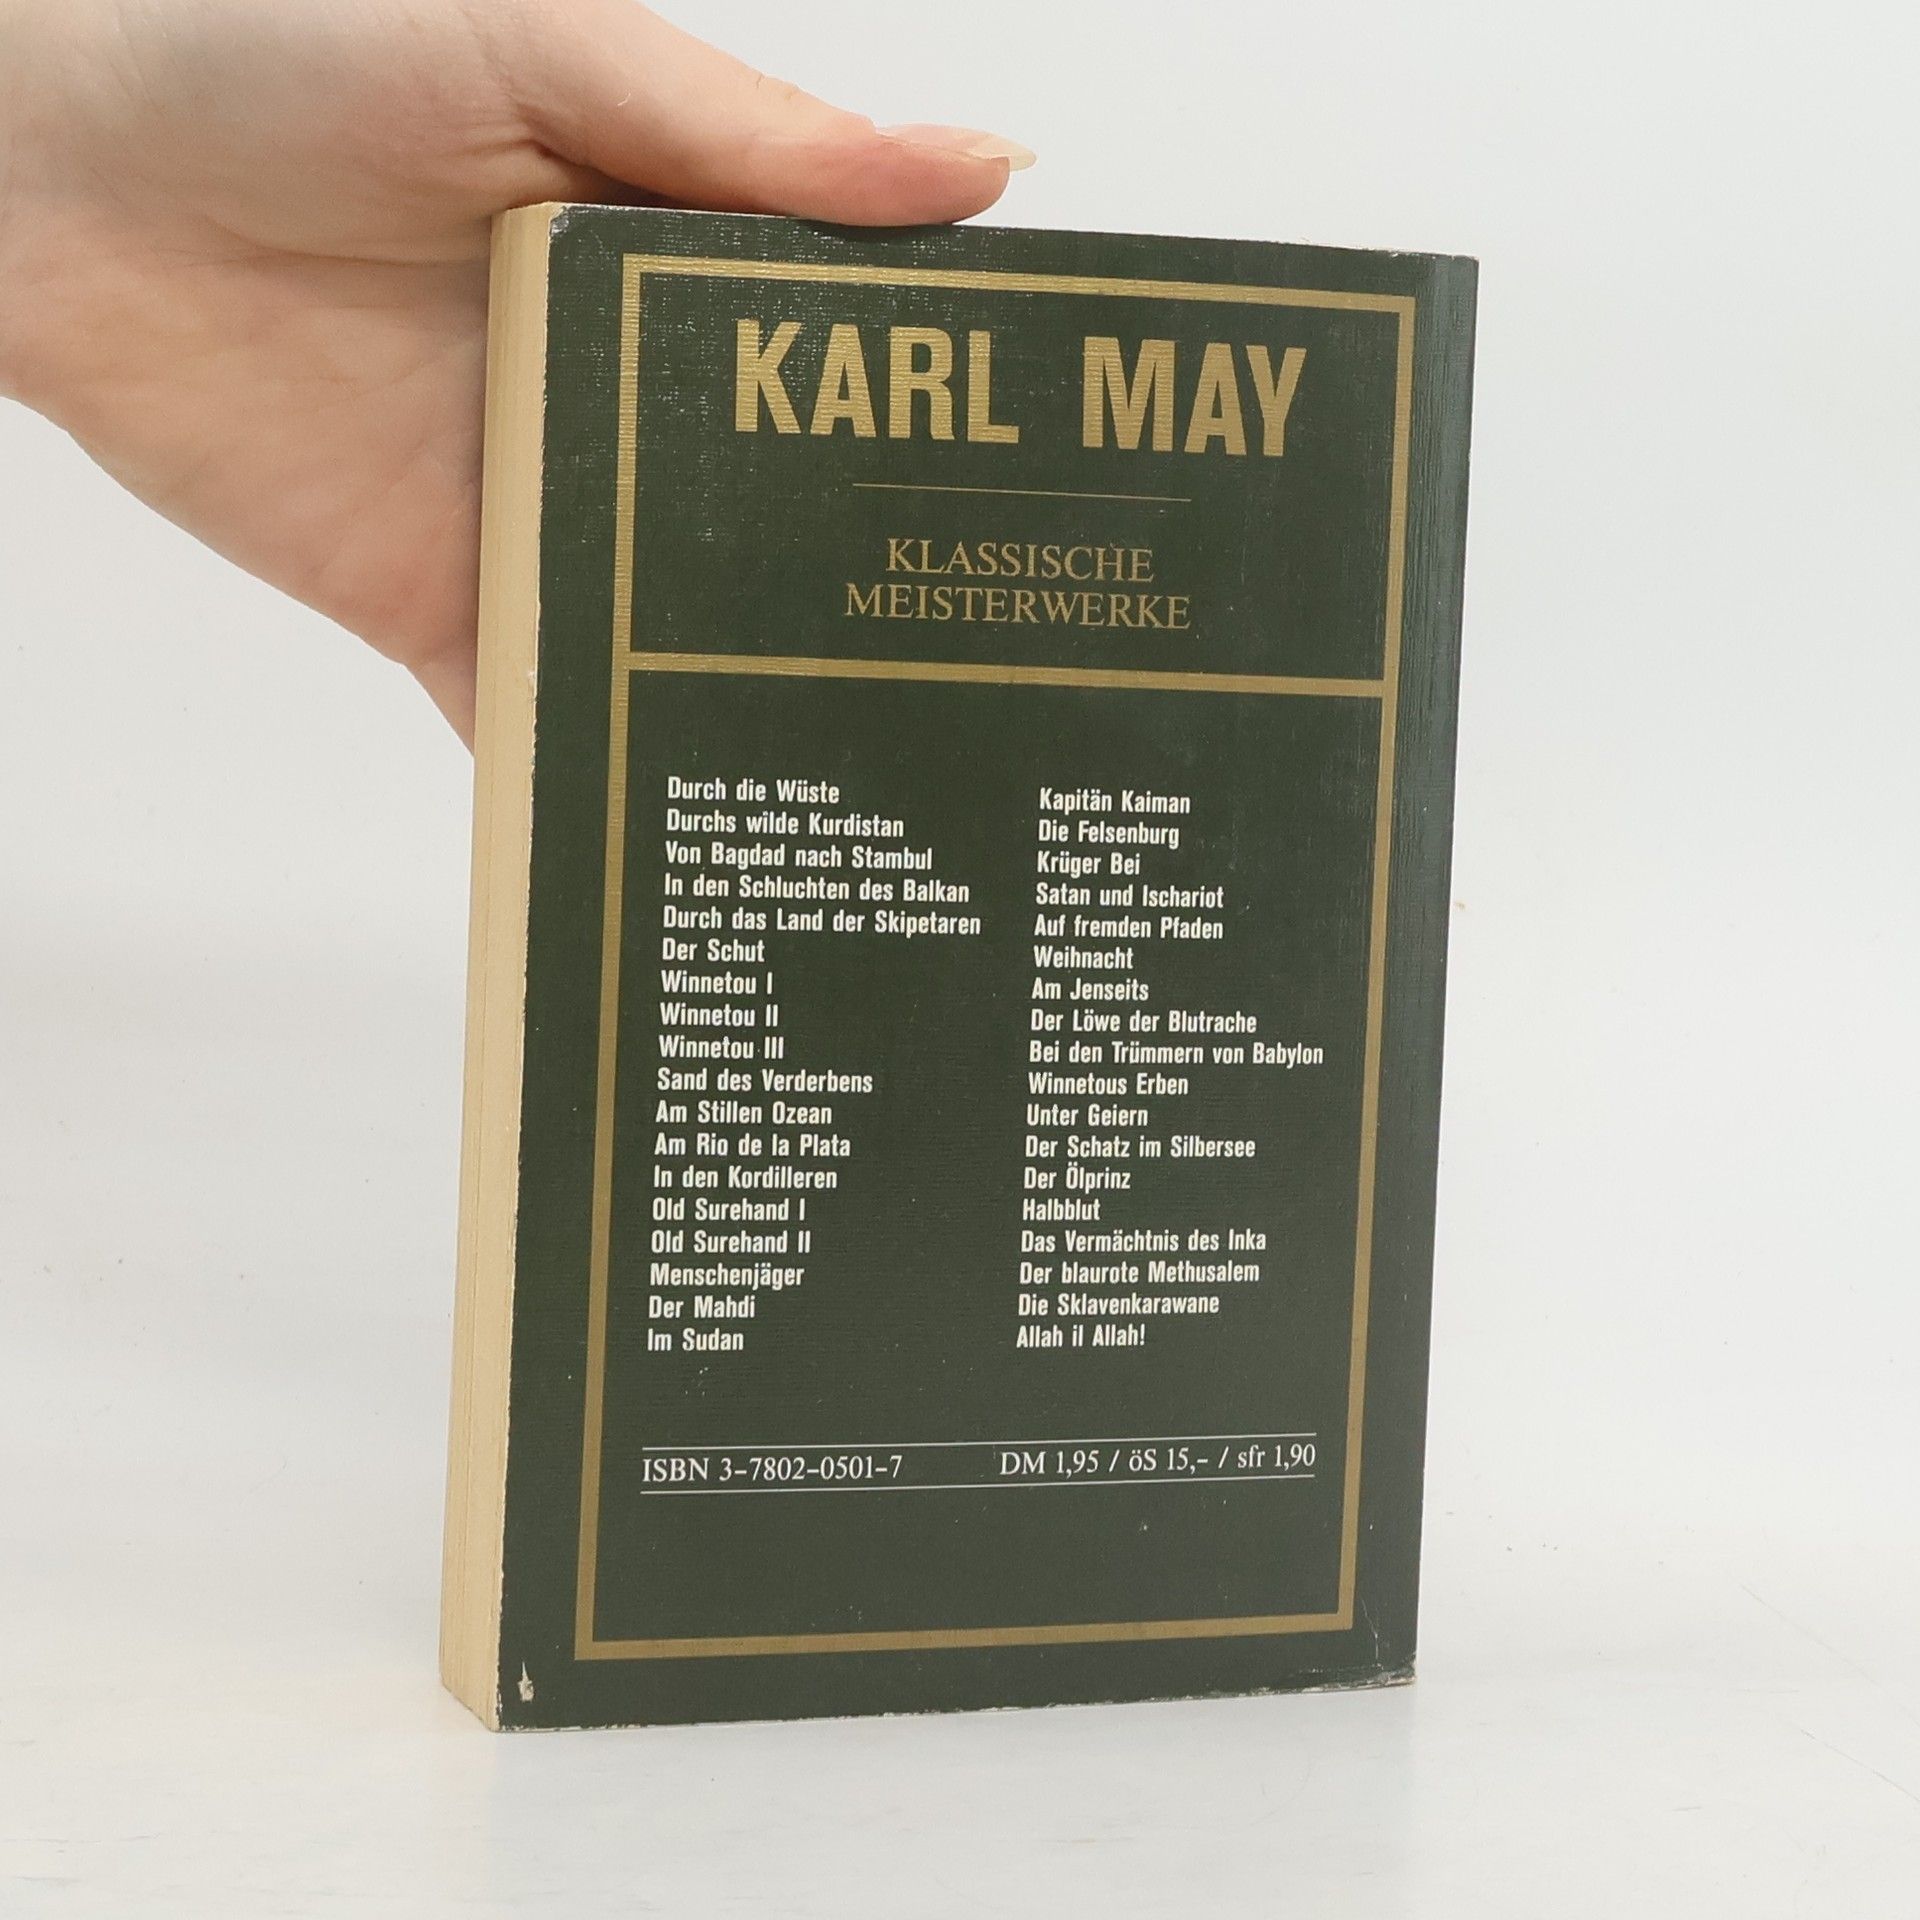 KARL MAY
KLASSISCHE
MEISTERWERKE
Durch die Wüste
Durchs wilde Kurdistan
Von Bagdad nach Stambul
In den Schluchten des Balkan
Durch das Land der Skipetaren
Der Schut
Winnetou I
Winnetou II
Winnetou III
Sand des Verderbens
Am Stillen Ozean
Am Rio de la Plata
In den Kordilleren
Old Surehand I
Old Surehand II
Menschenjäger
Der Mahdi
Im Sudan
Kapitän Kaiman
Die Felsenburg
Krüger Bei
Satan und Ischariot
Auf fremden Pfaden
Weihnacht
Am Jenseits
Der Löwe der Blutrache
Bei den Trümmern von Babylon
Winnetous Erben
Unter Geiern
Der Schatz im Silbersee
Der Ölprinz
Halbblut
Das Vermächtnis des Inka
Der blaurote Methusalem
Die Sklavenkarawane
Allah il Allah!
ISBN 3-7802-0501-7 DM 1,95 / öS 15,- / sfr 1,90